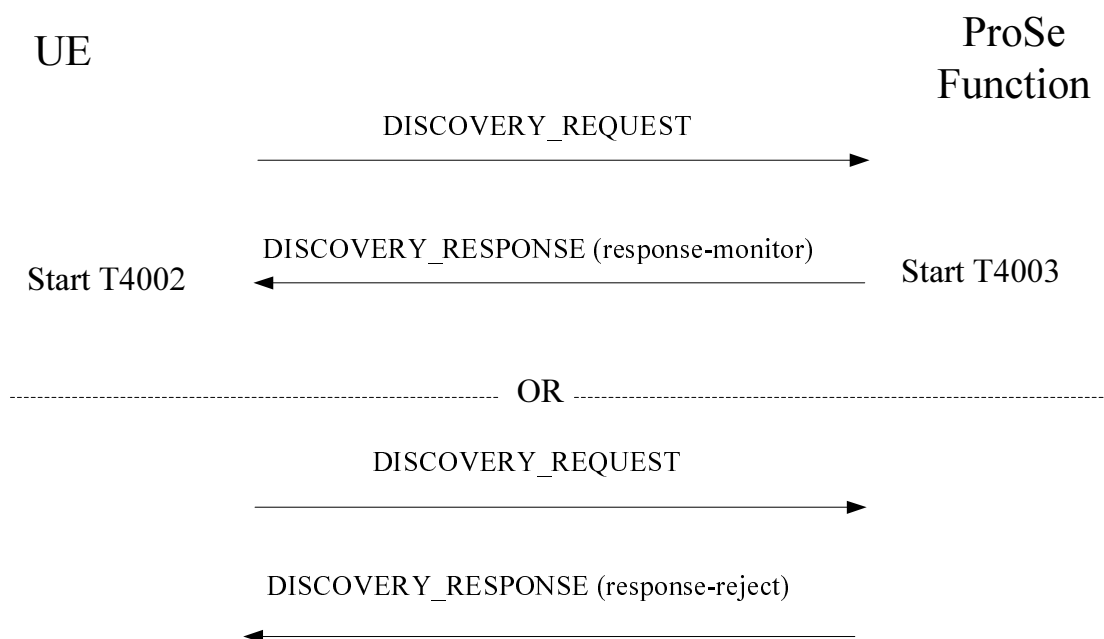 UE
ProSe
Function
DISCOVERY_REQUEST
DISCOVERY_RESPONSE (response-monitor)
Start T4002
Start T4003
OR
DISCOVERY_REQUEST
DISCOVERY_RESPONSE (response-reject)